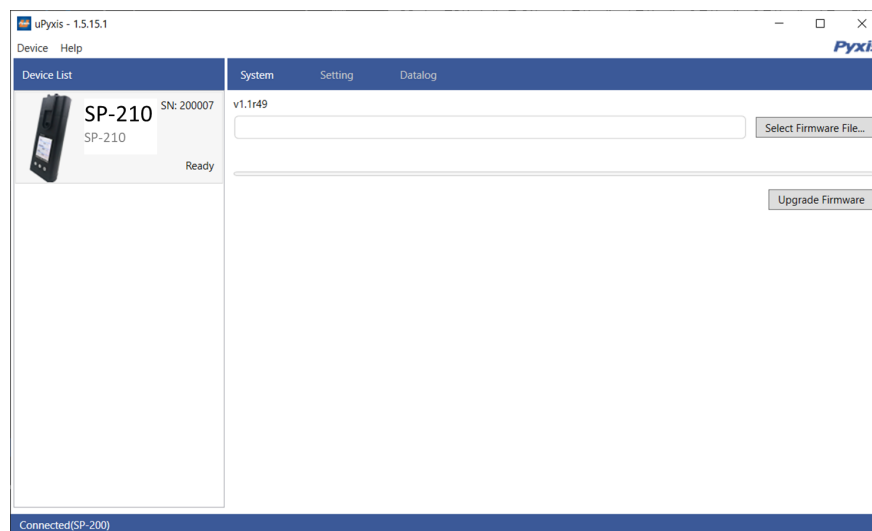 uPyxis - 1.5.15.1
Device Help
Device List
System Setting Datalog
SP-210
SN: 200007
SP-210
Ready
v1.1r49
Select Firmware File...
Upgrade Firmware
Connected(SP-200)